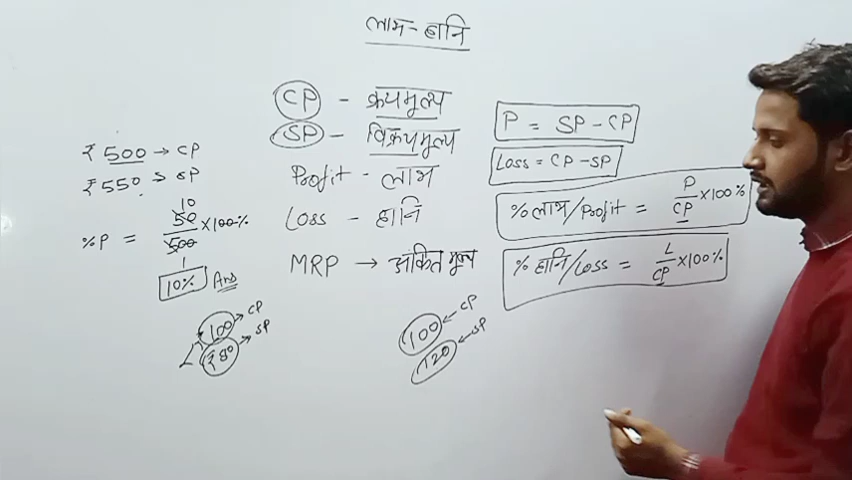 लाभ - हानि
CP - क्रयमूल्य
SP - विक्रयमूल्य
Profit - लाभ
Loss - हानि
MRP → अंकित मूल्य
P = SP - CP
Loss = CP - SP
% लाभ/Profit = P/CP × 100%
% हानि/Loss = L/CP × 100%
₹ 500 → CP
₹ 550 → SP
%P = 50/500 × 100%
10
1
10% Ans
100 → CP
₹ 80 → SP
L
100 ← CP
120 ← SP